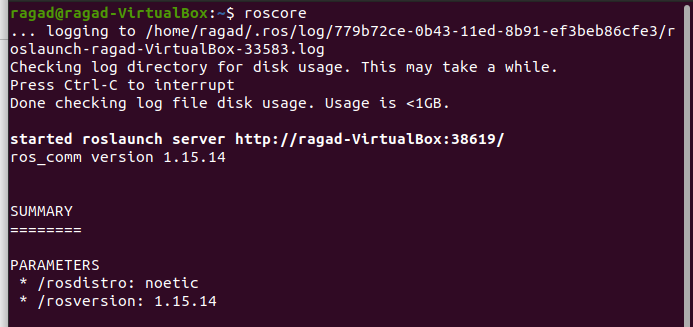 ragad@ragad-VirtualBox:~$ roscore
... logging to /home/ragad/.ros/log/779b72ce-0b43-11ed-8b91-ef3beb86cfe3/r
oslaunch-ragad-VirtualBox-33583.log
Checking log directory for disk usage. This may take a while.
Press Ctrl-C to interrupt
Done checking log file disk usage. Usage is <1GB.
started roslaunch server http://ragad-VirtualBox:38619/
ros_comm version 1.15.14
SUMMARY
========
PARAMETERS
 * /rosdistro: noetic
 * /rosversion: 1.15.14